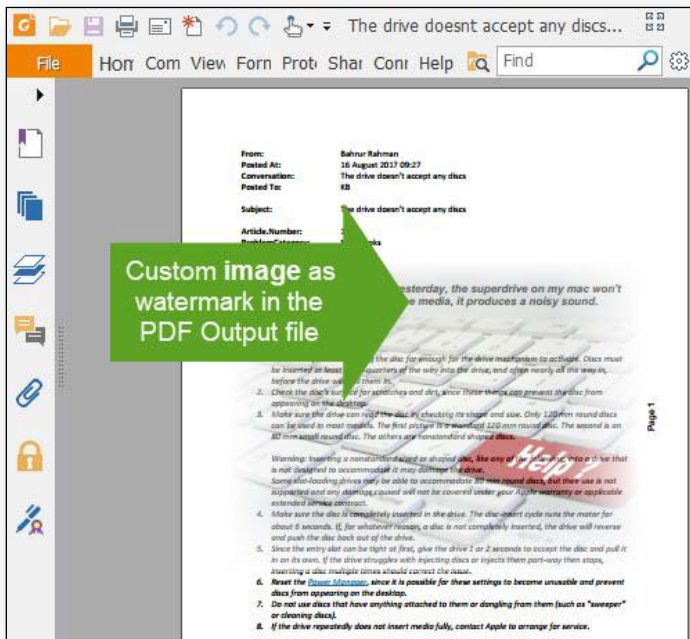 The drive doesnt accept any discs...
File Hon Com View Forn Prot Shar Conr Help Find
From: Bahrur Rahman
Posted At: 16 August 2017 09:27
Conversation: The drive doesn't accept any discs
Posted To: KB
Subject: The drive doesn't accept any discs
Article.Number:
ProblemCategory:
Custom image as
watermark in the
PDF Output file
yesterday, the superdrive on my mac won't
media, it produces a noisy sound.
the disc far enough for the drive mechanism to activate. Discs must
be inserted at least quarters of the way into the drive, and often nearly all the way in,
before the drive will them in.
2. Check the disc's surface for scratches and dirt, since these things can prevent the disc from
appearing on the desktop.
3. Make sure the drive can read the disc by checking its shape and size. Only 120 mm round discs
can be used in most models. The first picture is a standard 120 mm round disc. The second is an
80 mm small round disc. The others are nonstandard shaped discs.
Warning: Inserting a nonstandard sized or shaped disc, like any of the following, into a drive that
is not designed to accommodate it may damage the drive.
Some slot-loading drives may be able to accommodate 80 mm round discs, but their use is not
supported and any damage caused will not be covered under your Apple warranty or applicable
extended service contract.
4. Make sure the disc is completely inserted in the drive. The disc-insert cycle runs the motor for
about 6 seconds. If, for whatever reason, a disc is not completely inserted, the drive will reverse
and push the disc back out of the drive.
5. Since the entry slot can be tight at first, give the drive 1 or 2 seconds to accept the disc and pull it
in on its own. If the drive struggles with injecting discs or injects them part-way then stops,
inserting a disc multiple times should correct the issue.
6. Reset the Power Manager, since it is possible for these settings to become unusable and prevent
discs from appearing on the desktop.
7. Do not use discs that have anything attached to them or dangling from them (such as "sweeper"
or cleaning discs).
8. If the drive repeatedly does not insert media fully, contact Apple to arrange for service.
Help ?
Page 1